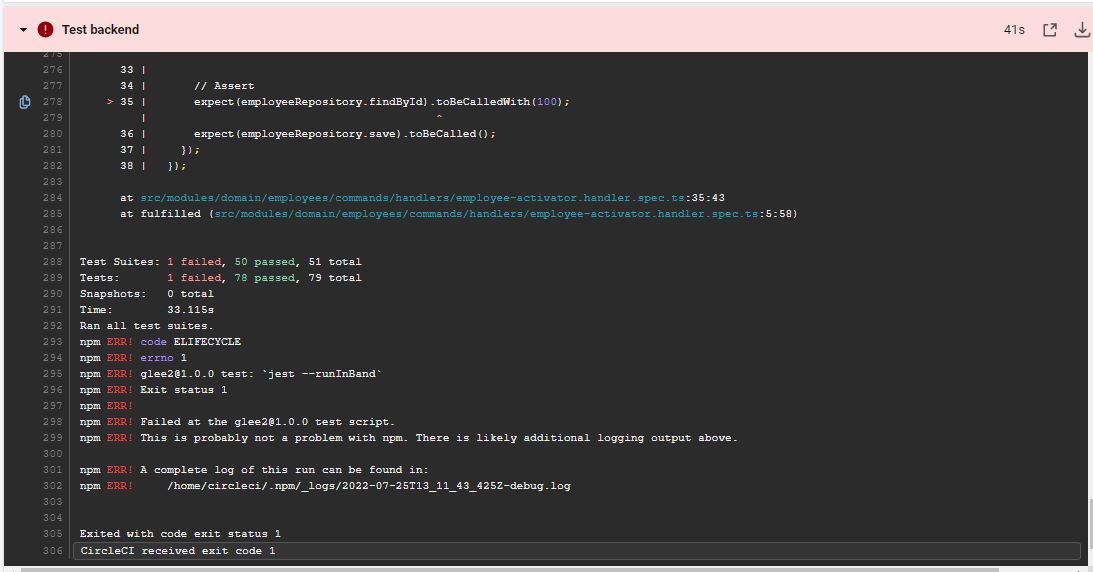 Test backend 41s
275
276 33 |
277 34 | // Assert
278 > 35 | expect(employeeRepository.findById).toBeCalledWith(100);
279 | ^
280 36 | expect(employeeRepository.save).toBeCalled();
281 37 | });
282 38 | });
283
284 at src/modules/domain/employees/commands/handlers/employee-activator.handler.spec.ts:35:43
285 at fulfilled (src/modules/domain/employees/commands/handlers/employee-activator.handler.spec.ts:5:58)
286
287
288 Test Suites: 1 failed, 50 passed, 51 total
289 Tests: 1 failed, 78 passed, 79 total
290 Snapshots: 0 total
291 Time: 33.115s
292 Ran all test suites.
293 npm ERR! code ELIFECYCLE
294 npm ERR! errno 1
295 npm ERR! glee2@1.0.0 test: `jest --runInBand`
296 npm ERR! Exit status 1
297 npm ERR!
298 npm ERR! Failed at the glee2@1.0.0 test script.
299 npm ERR! This is probably not a problem with npm. There is likely additional logging output above.
300
301 npm ERR! A complete log of this run can be found in:
302 npm ERR! /home/circleci/.npm/_logs/2022-07-25T13_11_43_425Z-debug.log
303
304
305 Exited with code exit status 1
306 CircleCI received exit code 1